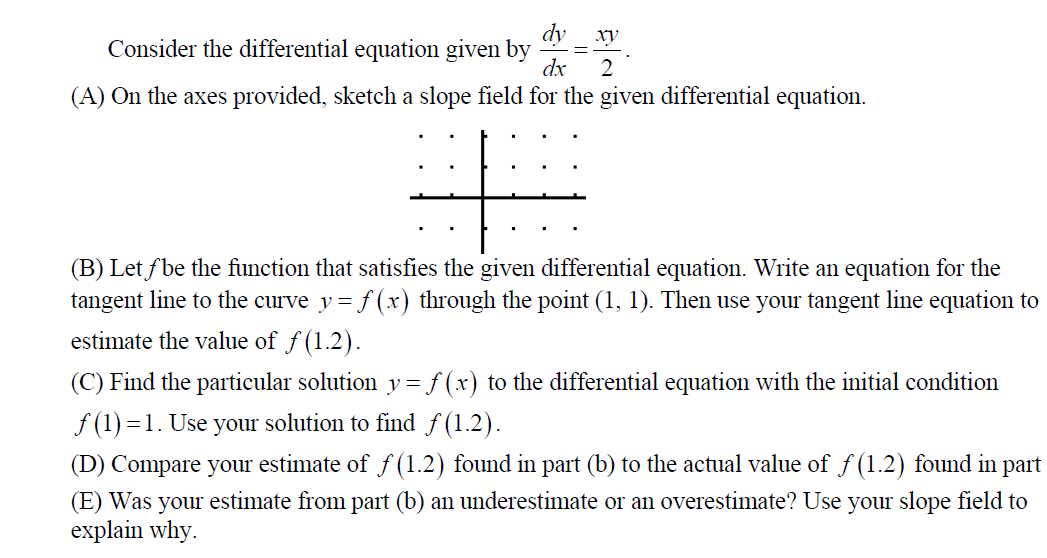 Consider the differential equation given by dy/dx = xy/2.
(A) On the axes provided, sketch a slope field for the given differential equation.
(B) Let f be the function that satisfies the given differential equation. Write an equation for the
tangent line to the curve y = f(x) through the point (1, 1). Then use your tangent line equation to
estimate the value of f(1.2).
(C) Find the particular solution y = f(x) to the differential equation with the initial condition
f(1) = 1. Use your solution to find f(1.2).
(D) Compare your estimate of f(1.2) found in part (b) to the actual value of f(1.2) found in part
(E) Was your estimate from part (b) an underestimate or an overestimate? Use your slope field to
explain why.